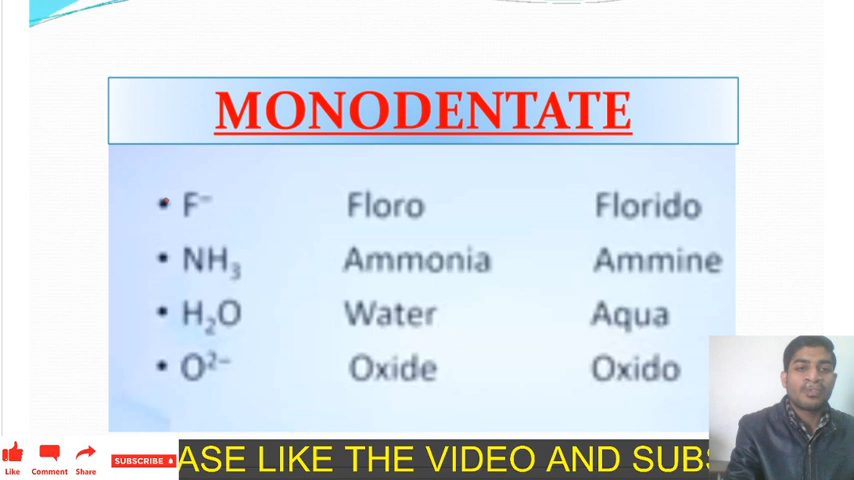 MONODENTATE
• F⁻ Floro Florido
• NH₃ Ammonia Ammine
• H₂O Water Aqua
• O²⁻ Oxide Oxido
Like Comment Share SUBSCRIBE
ASE LIKE THE VIDEO AND SUBS